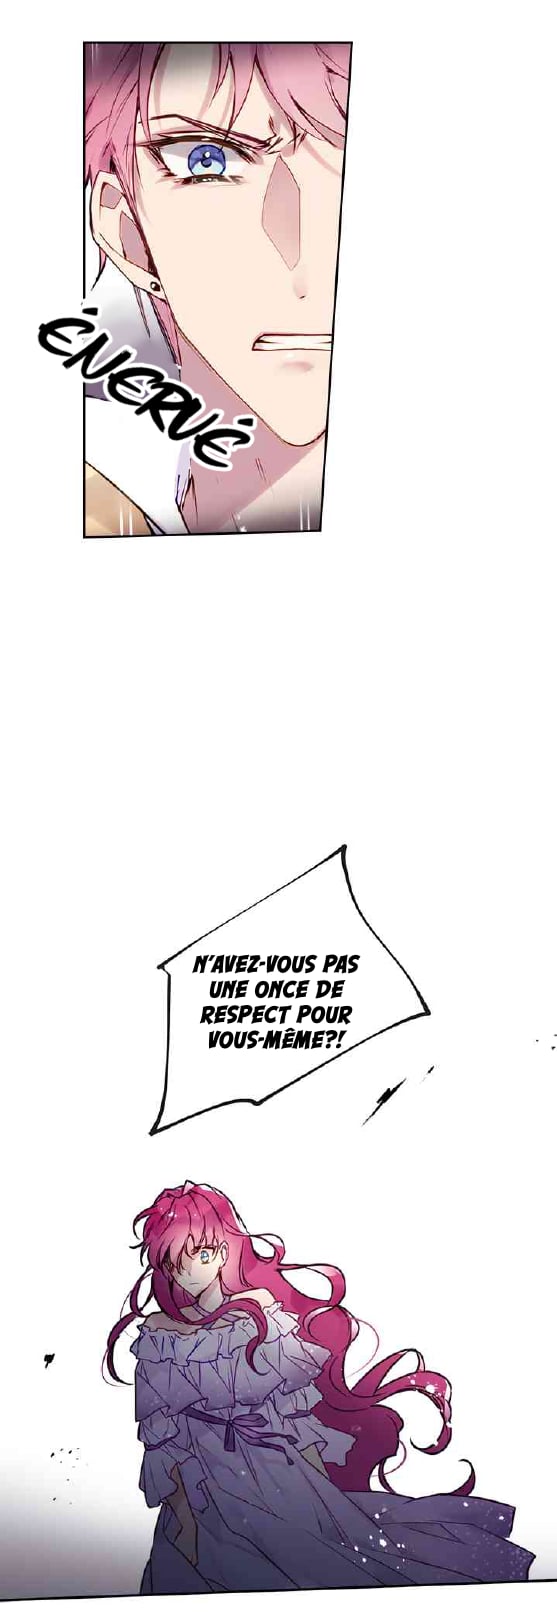 ÉNERVÉ
N'AVEZ-VOUS PAS
UNE ONCE DE
RESPECT POUR
VOUS-MÊME?!